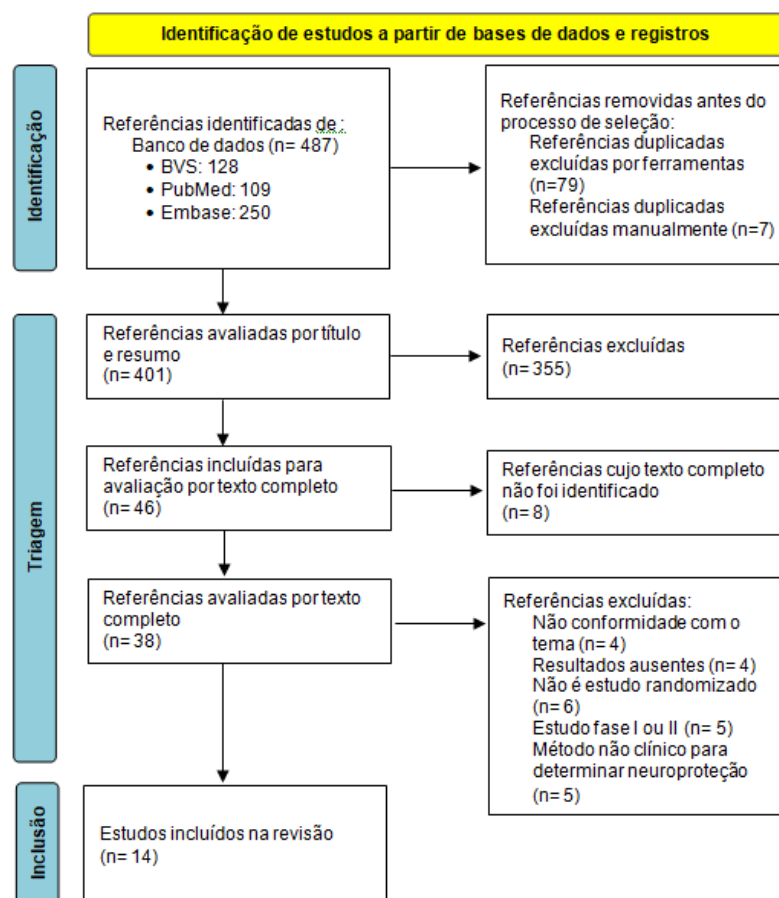 Identificação de estudos a partir de bases de dados e registros
Identificação
Referências identificadas de :
Banco de dados (n= 487)
• BVS: 128
• PubMed: 109
• Embase: 250
Referências removidas antes do
processo de seleção:
Referências duplicadas
excluídas por ferramentas
(n=79)
Referências duplicadas
excluídas manualmente (n=7)
Triagem
Referências avaliadas por título
e resumo
(n= 401)
Referências excluídas
(n= 355)
Referências incluídas para
avaliação por texto completo
(n= 46)
Referências cujo texto completo
não foi identificado
(n= 8)
Referências avaliadas por texto
completo
(n= 38)
Referências excluídas:
Não conformidade com o
tema (n= 4)
Resultados ausentes (n= 4)
Não é estudo randomizado
(n= 6)
Estudo fase I ou II (n= 5)
Método não clínico para
determinar neuroproteção
(n= 5)
Inclusão
Estudos incluídos na revisão
(n= 14)